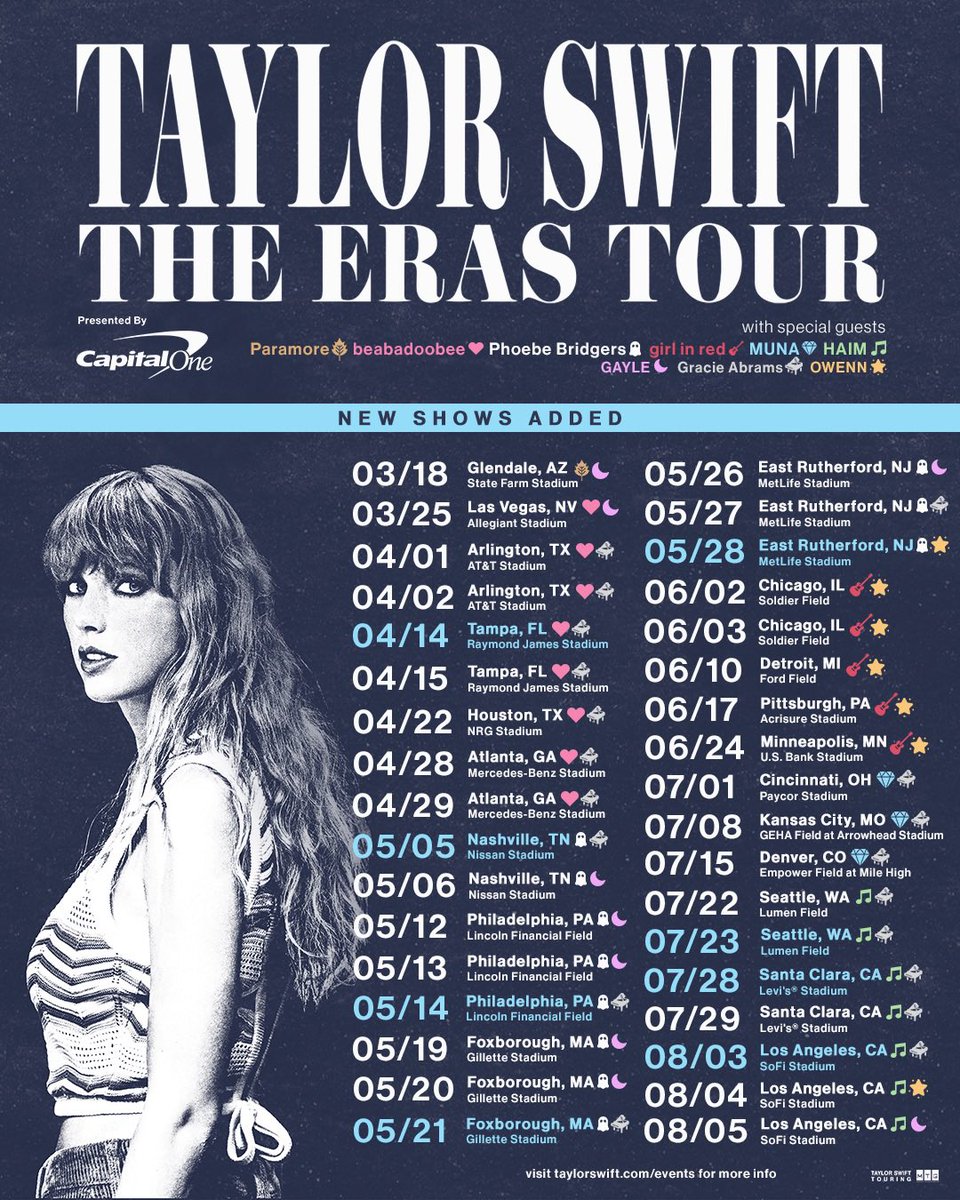 TAYLOR SWIFT
THE ERAS TOUR
Presented By
Capital One
with special guests
Paramore beabadoobee Phoebe Bridgers girl in red MUNA HAIM
GAYLE Gracie Abrams OWENN
NEW SHOWS ADDED
03/18 Glendale, AZ
State Farm Stadium
03/25 Las Vegas, NV
Allegiant Stadium
04/01 Arlington, TX
AT&T Stadium
04/02 Arlington, TX
AT&T Stadium
04/14 Tampa, FL
Raymond James Stadium
04/15 Tampa, FL
Raymond James Stadium
04/22 Houston, TX
NRG Stadium
04/28 Atlanta, GA
Mercedes-Benz Stadium
04/29 Atlanta, GA
Mercedes-Benz Stadium
05/05 Nashville, TN
Nissan Stadium
05/06 Nashville, TN
Nissan Stadium
05/12 Philadelphia, PA
Lincoln Financial Field
05/13 Philadelphia, PA
Lincoln Financial Field
05/14 Philadelphia, PA
Lincoln Financial Field
05/19 Foxborough, MA
Gillette Stadium
05/20 Foxborough, MA
Gillette Stadium
05/21 Foxborough, MA
Gillette Stadium
05/26 East Rutherford, NJ
MetLife Stadium
05/27 East Rutherford, NJ
MetLife Stadium
05/28 East Rutherford, NJ
MetLife Stadium
06/02 Chicago, IL
Soldier Field
06/03 Chicago, IL
Soldier Field
06/10 Detroit, MI
Ford Field
06/17 Pittsburgh, PA
Acrisure Stadium
06/24 Minneapolis, MN
U.S. Bank Stadium
07/01 Cincinnati, OH
Paycor Stadium
07/08 Kansas City, MO
GEHA Field at Arrowhead Stadium
07/15 Denver, CO
Empower Field at Mile High
07/22 Seattle, WA
Lumen Field
07/23 Seattle, WA
Lumen Field
07/28 Santa Clara, CA
Levi's® Stadium
07/29 Santa Clara, CA
Levi's® Stadium
08/03 Los Angeles, CA
SoFi Stadium
08/04 Los Angeles, CA
SoFi Stadium
08/05 Los Angeles, CA
SoFi Stadium
visit taylorswift.com/events for more info
TAYLOR SWIFT
TOURING